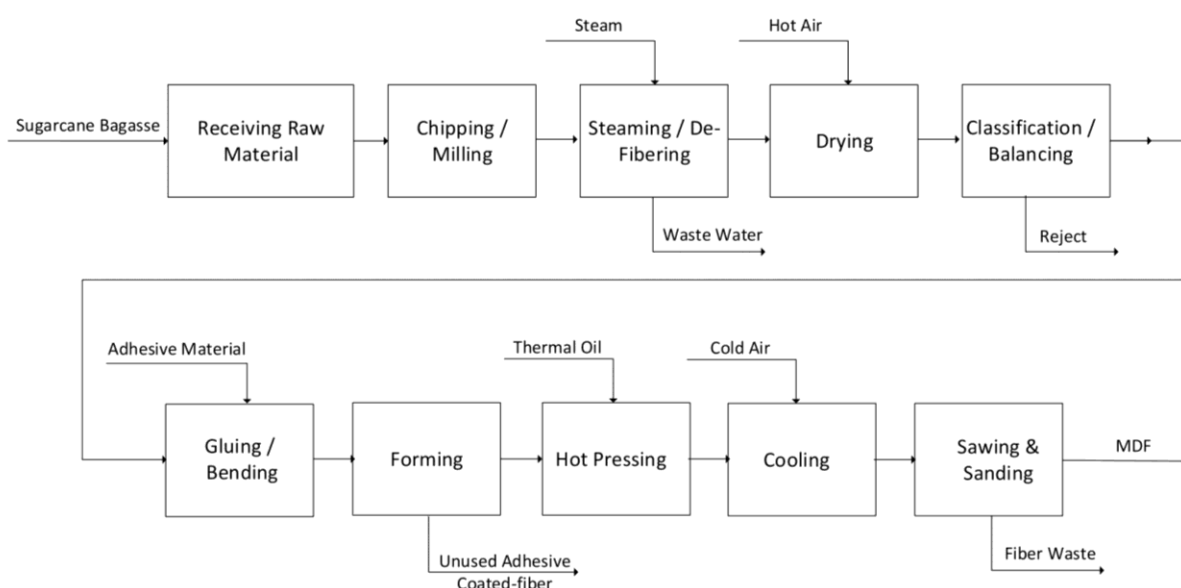 Steam
Hot Air
Sugarcane Bagasse
Receiving Raw
Material
Chipping /
Milling
Steaming / De-
Fibering
Drying
Classification /
Balancing
Waste Water
Reject
Adhesive Material
Thermal Oil
Cold Air
Gluing /
Bending
Forming
Hot Pressing
Cooling
Sawing &
Sanding
MDF
Unused Adhesive
Coated-fiber
Fiber Waste